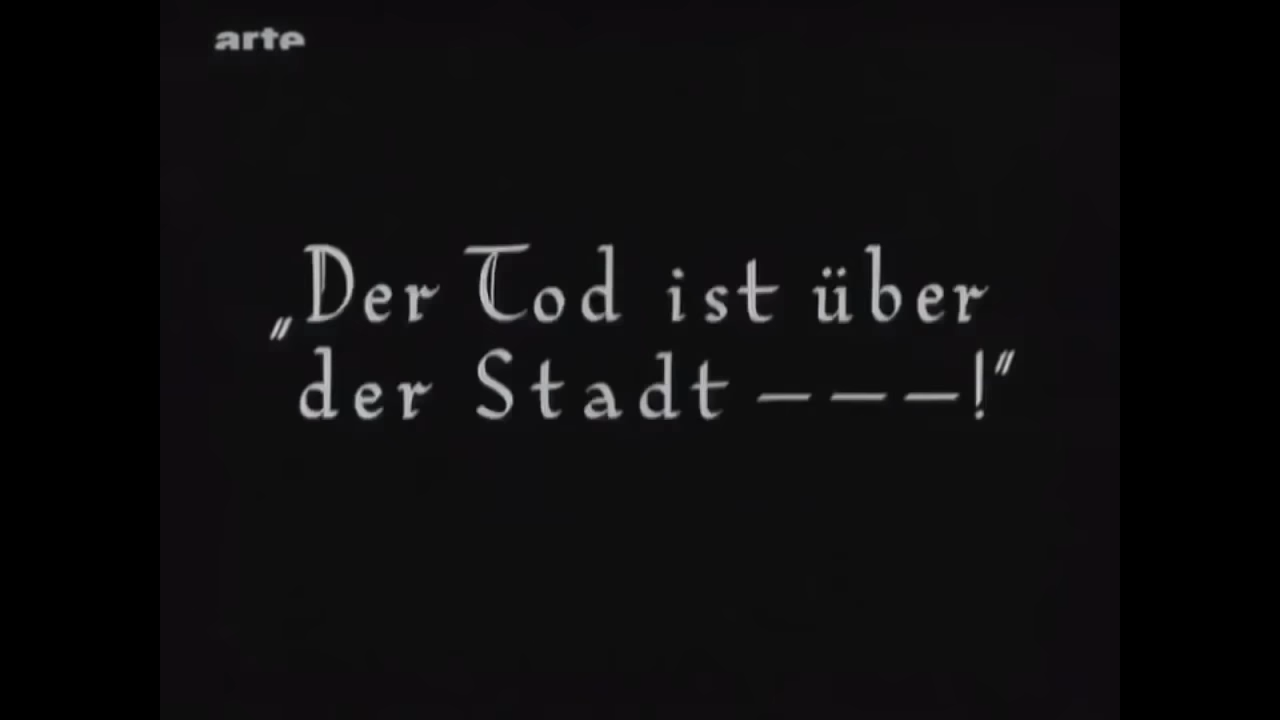 arte
„Der Tod ist über
der Stadt — — —!"